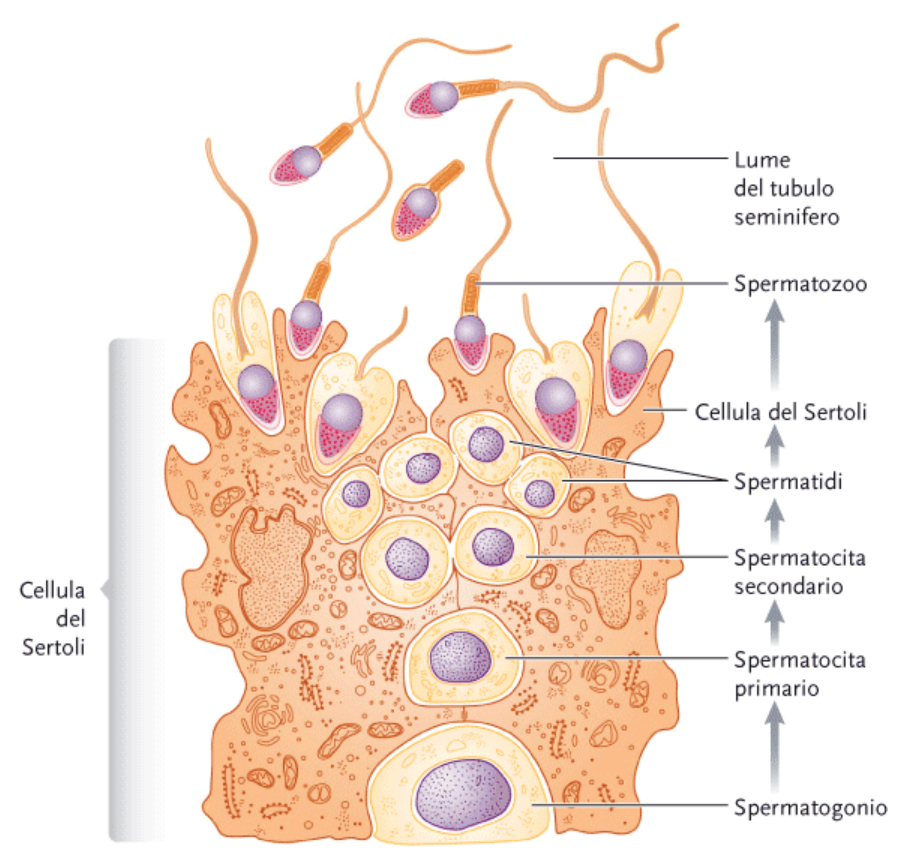 Lume
del tubulo
seminifero
Spermatozoo
Cellula del Sertoli
Spermatidi
Spermatocita
secondario
Cellula
del
Sertoli
Spermatocita
primario
Spermatogonio